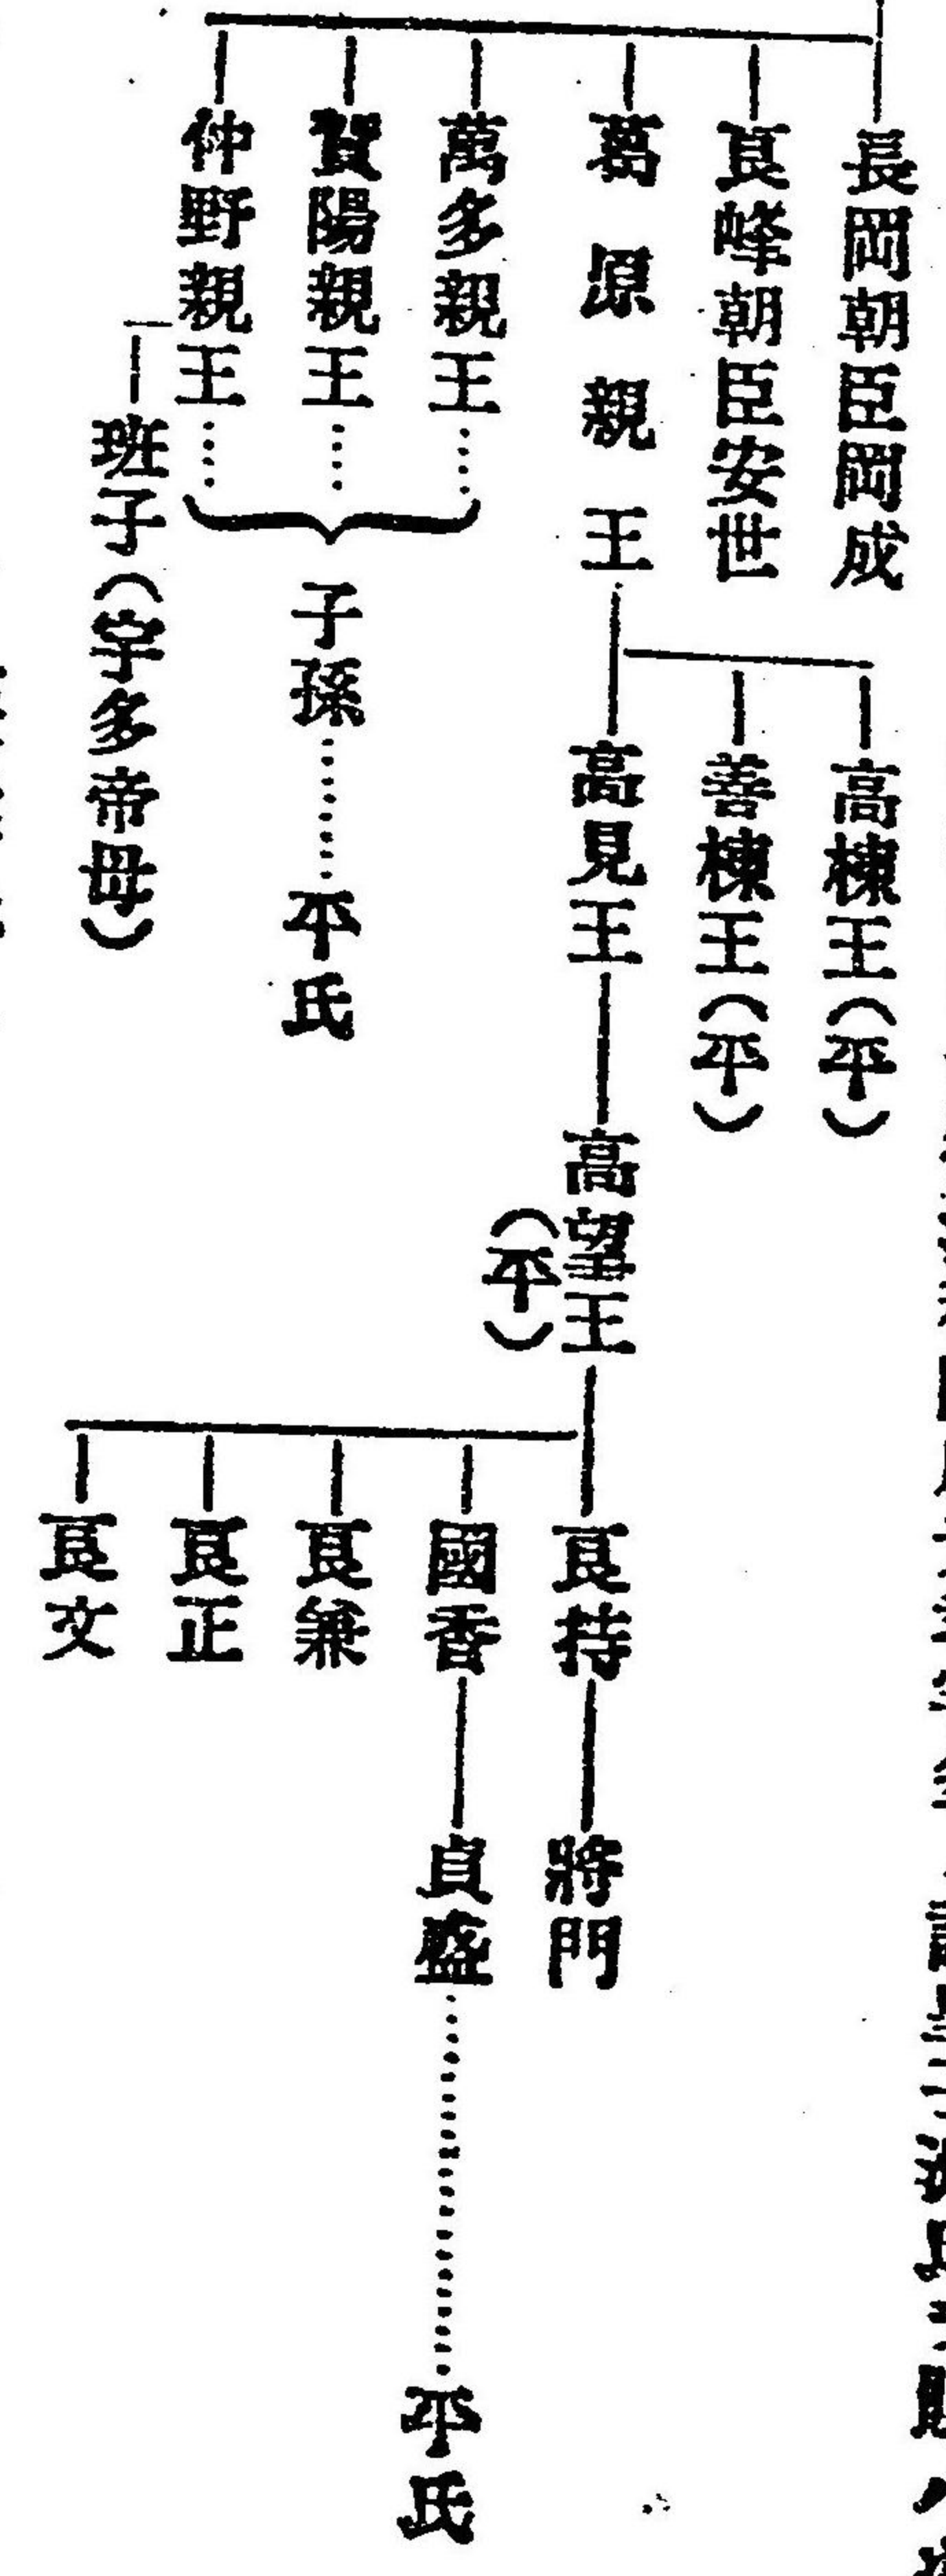 長岡朝臣岡成
良峰朝臣安世
葛原親王
高棟王(平)
善棟王(平)
高見王
高望王
(平)
良持
將門
國香
貞盛
平氏
良兼
良正
良文
萬多親王
賀陽親王
仲野親王
子孫
平氏
班子(宇多帝母)